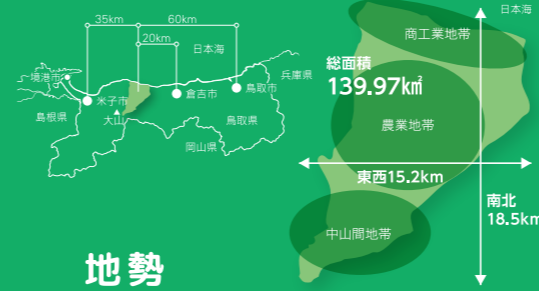 35km
60km
20km
日本海
境港市
米子市
大山
倉吉市
鳥取市
兵庫県
島根県
鳥取県
岡山県
地勢
日本海
商工業地帯
総面積
139.97㎢
農業地帯
東西15.2km
南北
18.5km
中山間地帯